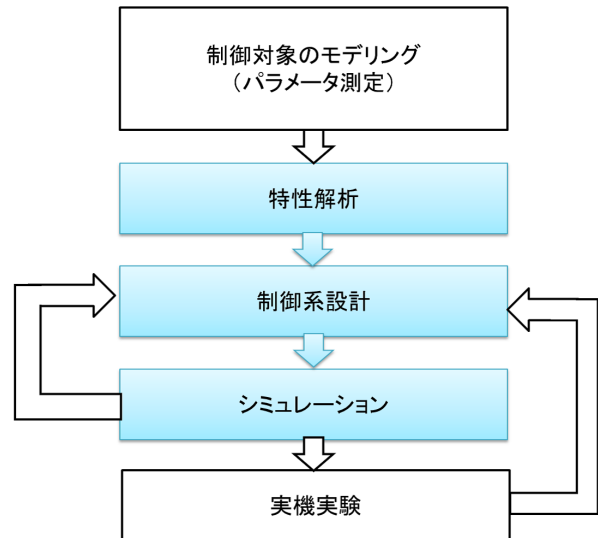 制御対象のモデリング
（パラメータ測定）
特性解析
制御系設計
シミュレーション
実機実験